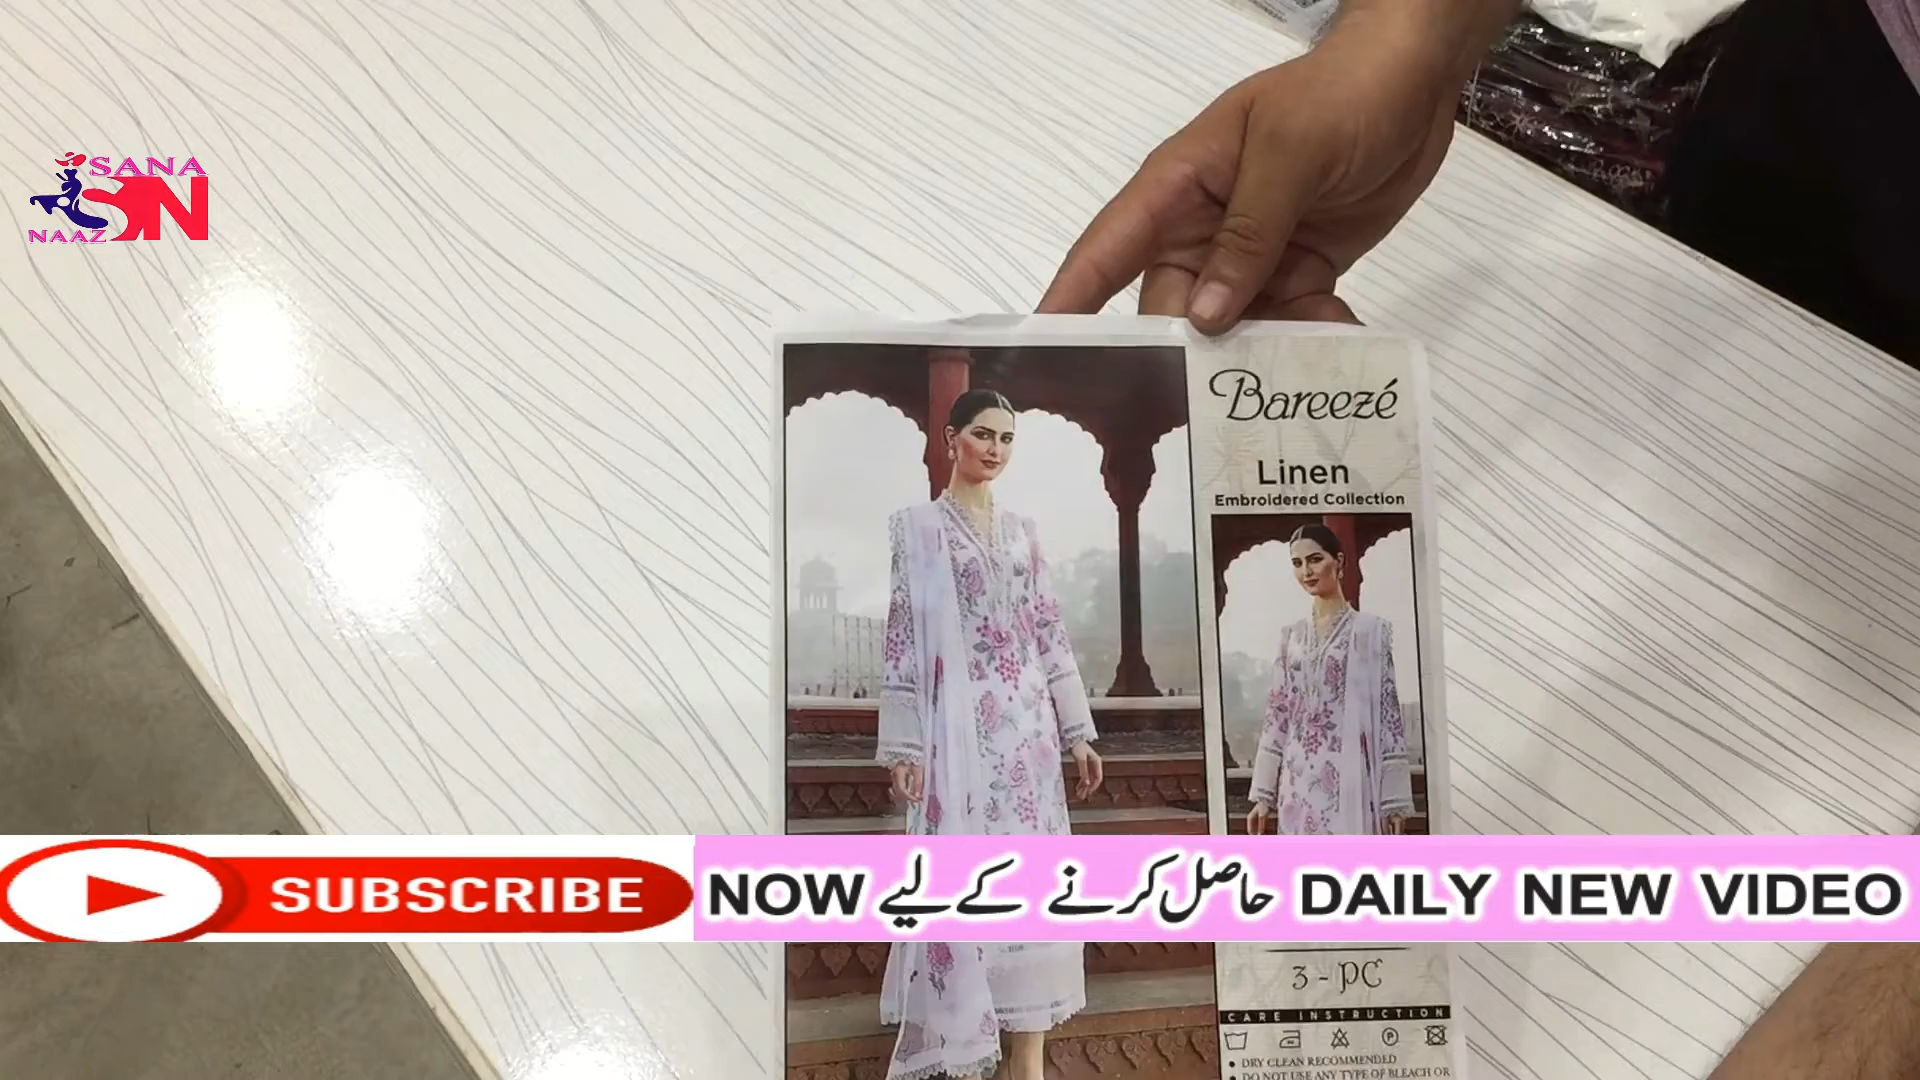 SANA
SN
NAAZ
Bareezé
Linen
Embroidered Collection
SUBSCRIBE NOW حاصل کرنے کے لیے DAILY NEW VIDEO
3 - PC
CARE INSTRUCTION
• DRY CLEAN RECOMMENDED
• DO NOT USE ANY TYPE OF BLEACH OR